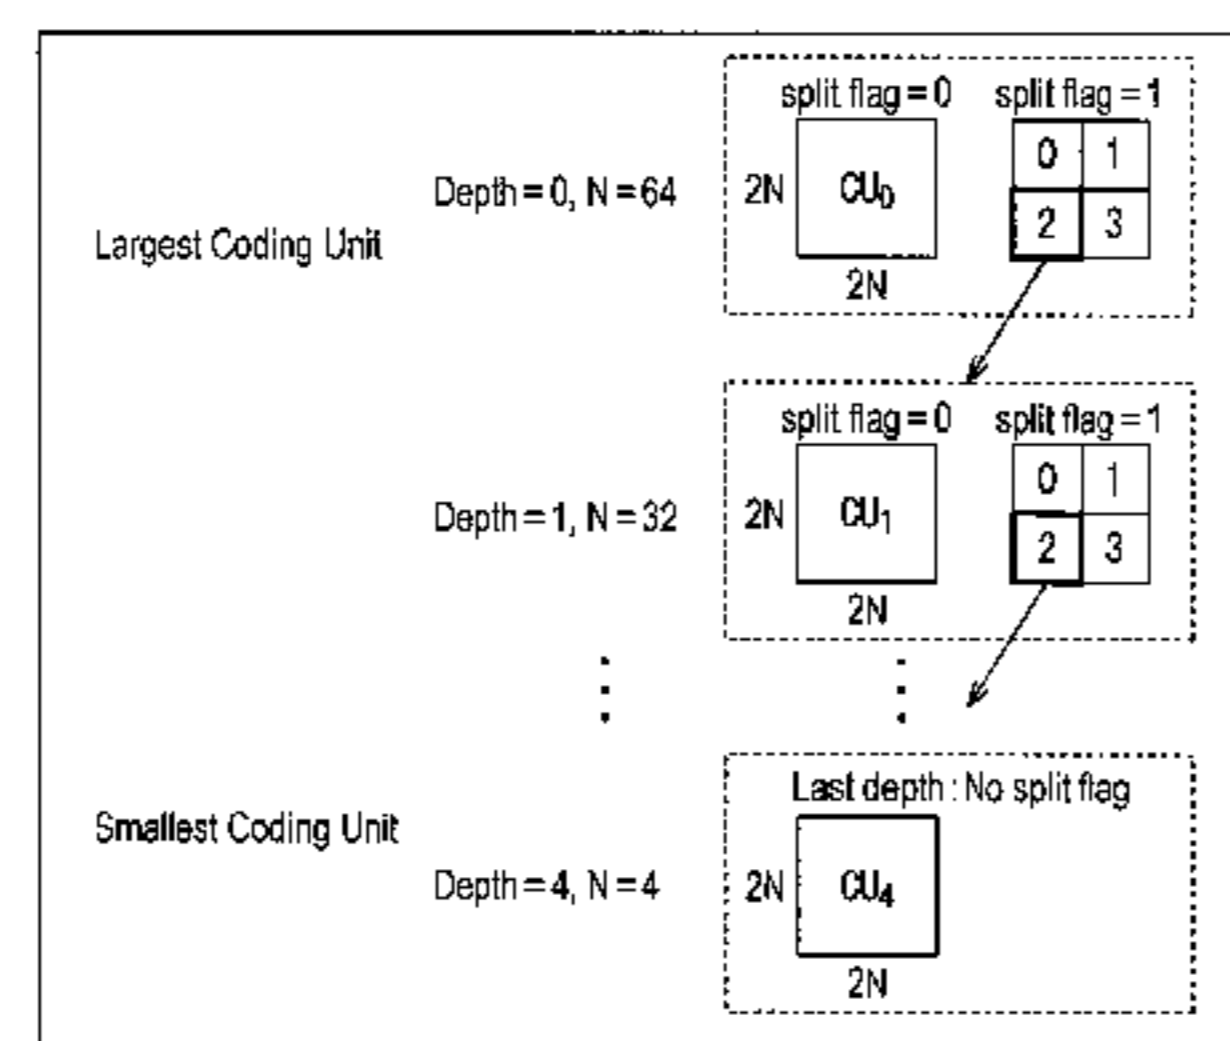 split flag = 0 split flag = 1
0 1
Depth = 0, N = 64 2N CU₀
2 3
Largest Coding Unit
2N
split flag = 0 split flag = 1
0 1
Depth = 1, N = 32 2N CU₁
2 3
2N
Last depth : No split flag
Smallest Coding Unit
Depth = 4, N = 4 2N CU₄
2N